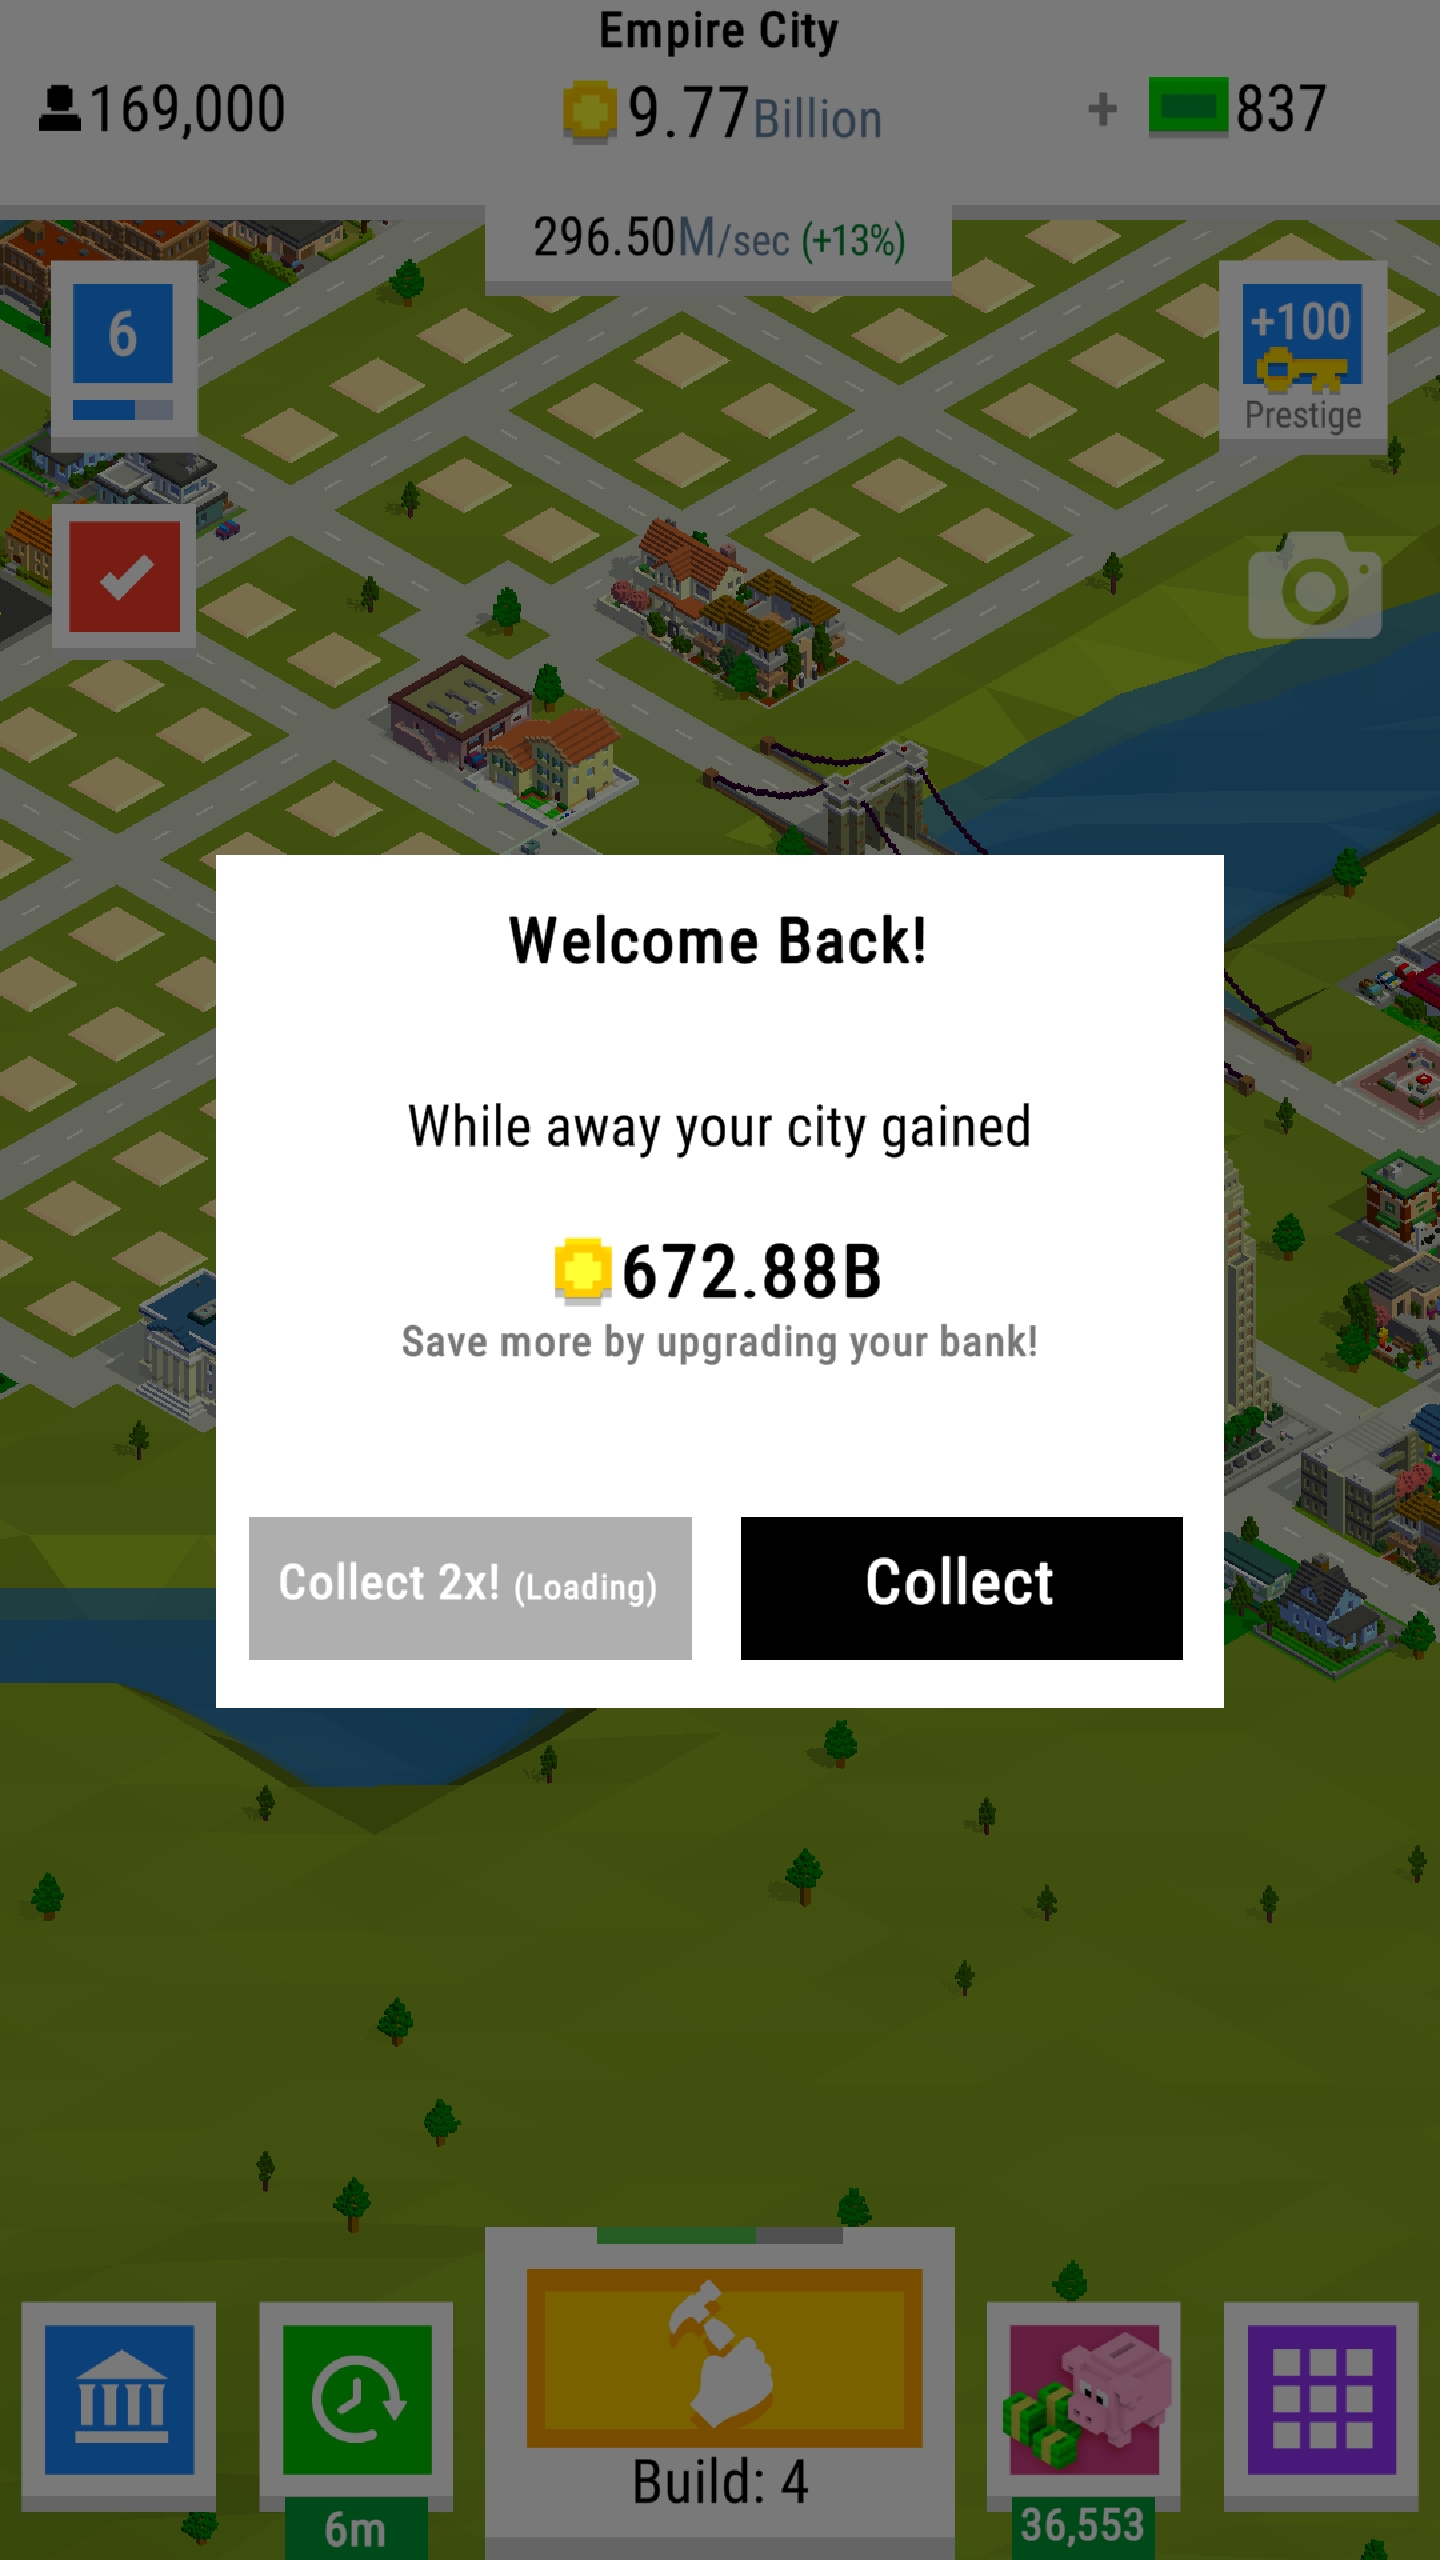 Empire City
169,000
9.77Billion
+ 837
296.50M/sec (+13%)
6
+100
Prestige
Welcome Back!
While away your city gained
672.88B
Save more by upgrading your bank!
Collect 2x! (Loading)
Collect
Build: 4
6m
36,553